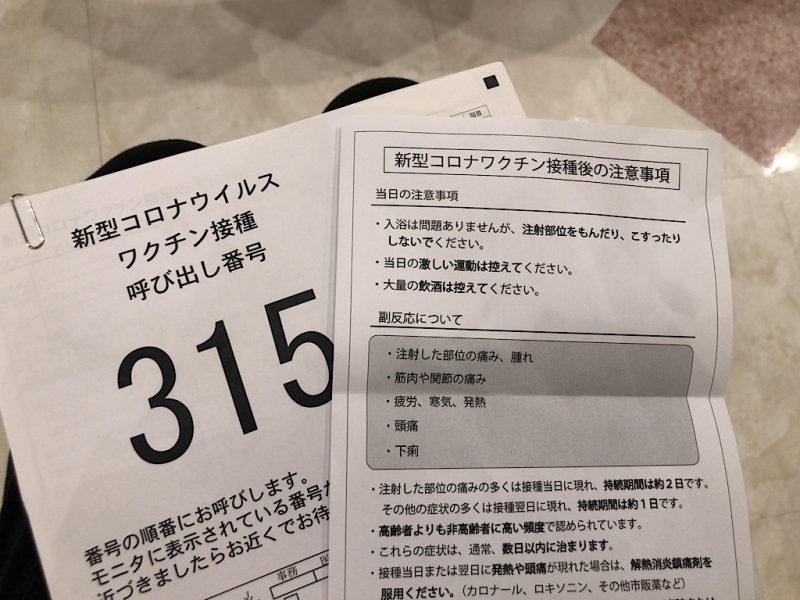 新型コロナウイルス
ワクチン接種
呼び出し番号
315
番号の順番にお呼びします。
モニタに表示されている番号が
近づきましたらお近くでお待
事務
新型コロナワクチン接種後の注意事項
当日の注意事項
・入浴は問題ありませんが、注射部位をもんだり、こすったり
しないでください。
・当日の激しい運動は控えてください。
・大量の飲酒は控えてください。
副反応について
・注射した部位の痛み、腫れ
・筋肉や関節の痛み
・疲労、寒気、発熱
・頭痛
・下痢
・注射した部位の痛みの多くは接種当日に現れ、持続期間は約2日です。
その他の症状の多くは接種翌日に現れ、持続期間は約1日です。
・高齢者よりも非高齢者に高い頻度で認められています。
・これらの症状は、通常、数日以内に治まります。
・接種当日または翌日に発熱や頭痛が現れた場合は、解熱消炎鎮痛剤を
服用ください。（カロナール、ロキソニン、その他市販薬など）